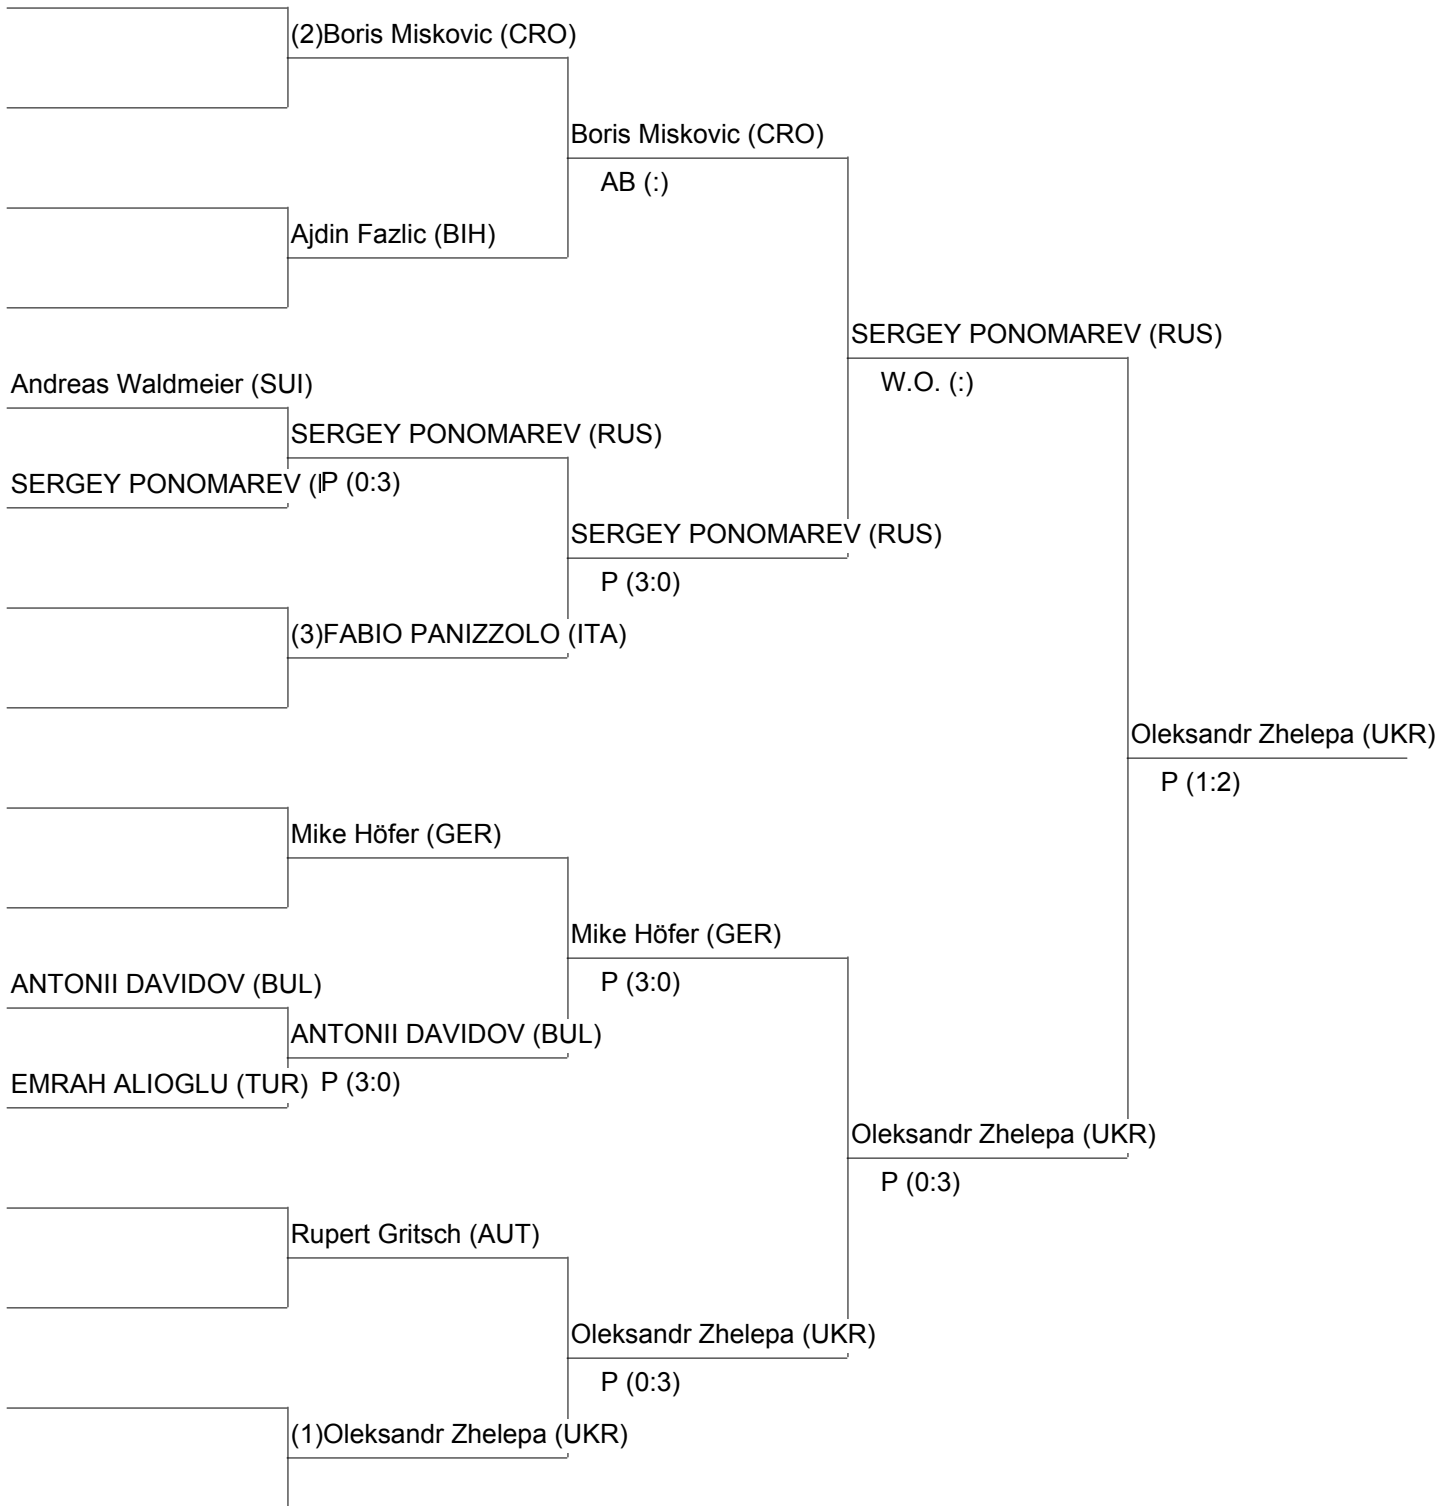 (2)Boris Miskovic (CRO)
Boris Miskovic (CRO)
AB (:)
Ajdin Fazlic (BIH)
SERGEY PONOMAREV (RUS)
W.O. (:)
Andreas Waldmeier (SUI)
SERGEY PONOMAREV (RUS)
SERGEY PONOMAREV (
P (0:3)
SERGEY PONOMAREV (RUS)
P (3:0)
(3)FABIO PANIZZOLO (ITA)
Oleksandr Zhelepa (UKR)
P (1:2)
Mike Höfer (GER)
Mike Höfer (GER)
P (3:0)
ANTONII DAVIDOV (BUL)
ANTONII DAVIDOV (BUL)
EMRAH ALIOGLU (TUR)
P (3:0)
Oleksandr Zhelepa (UKR)
P (0:3)
Rupert Gritsch (AUT)
Oleksandr Zhelepa (UKR)
P (0:3)
(1)Oleksandr Zhelepa (UKR)